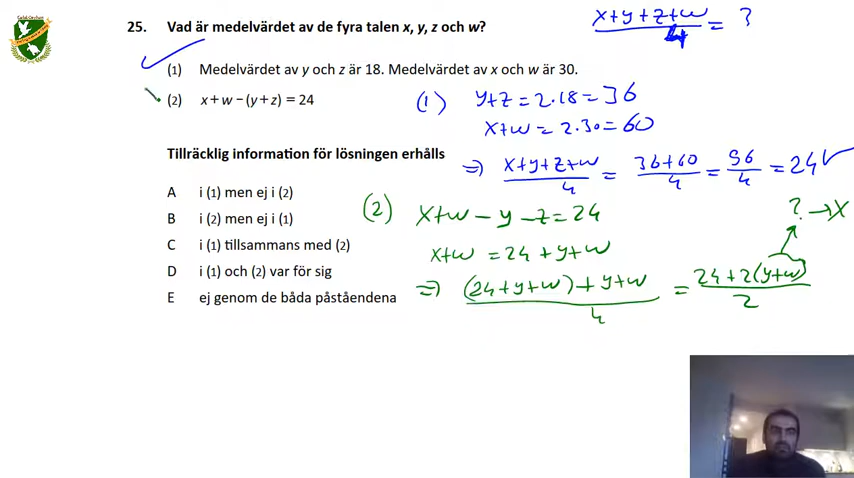 x+y+z+w/4 = ?
25. Vad är medelvärdet av de fyra talen x, y, z och w?
(1) Medelvärdet av y och z är 18. Medelvärdet av x och w är 30.
(2) x + w − (y + z) = 24
(1) y+z = 2·18 = 36
x+w = 2·30 = 60
Tillräcklig information för lösningen erhålls
=> x+y+z+w/4 = 36+60/4 = 96/4 = 24
A i (1) men ej i (2)
B i (2) men ej i (1)
C i (1) tillsammans med (2)
D i (1) och (2) var för sig
E ej genom de båda påståendena
(2) x+w − y − z = 24
? → X
x+w = 24 + y+w
=> (24+y+w) + y+w/4 = 24+2(y+w)/2